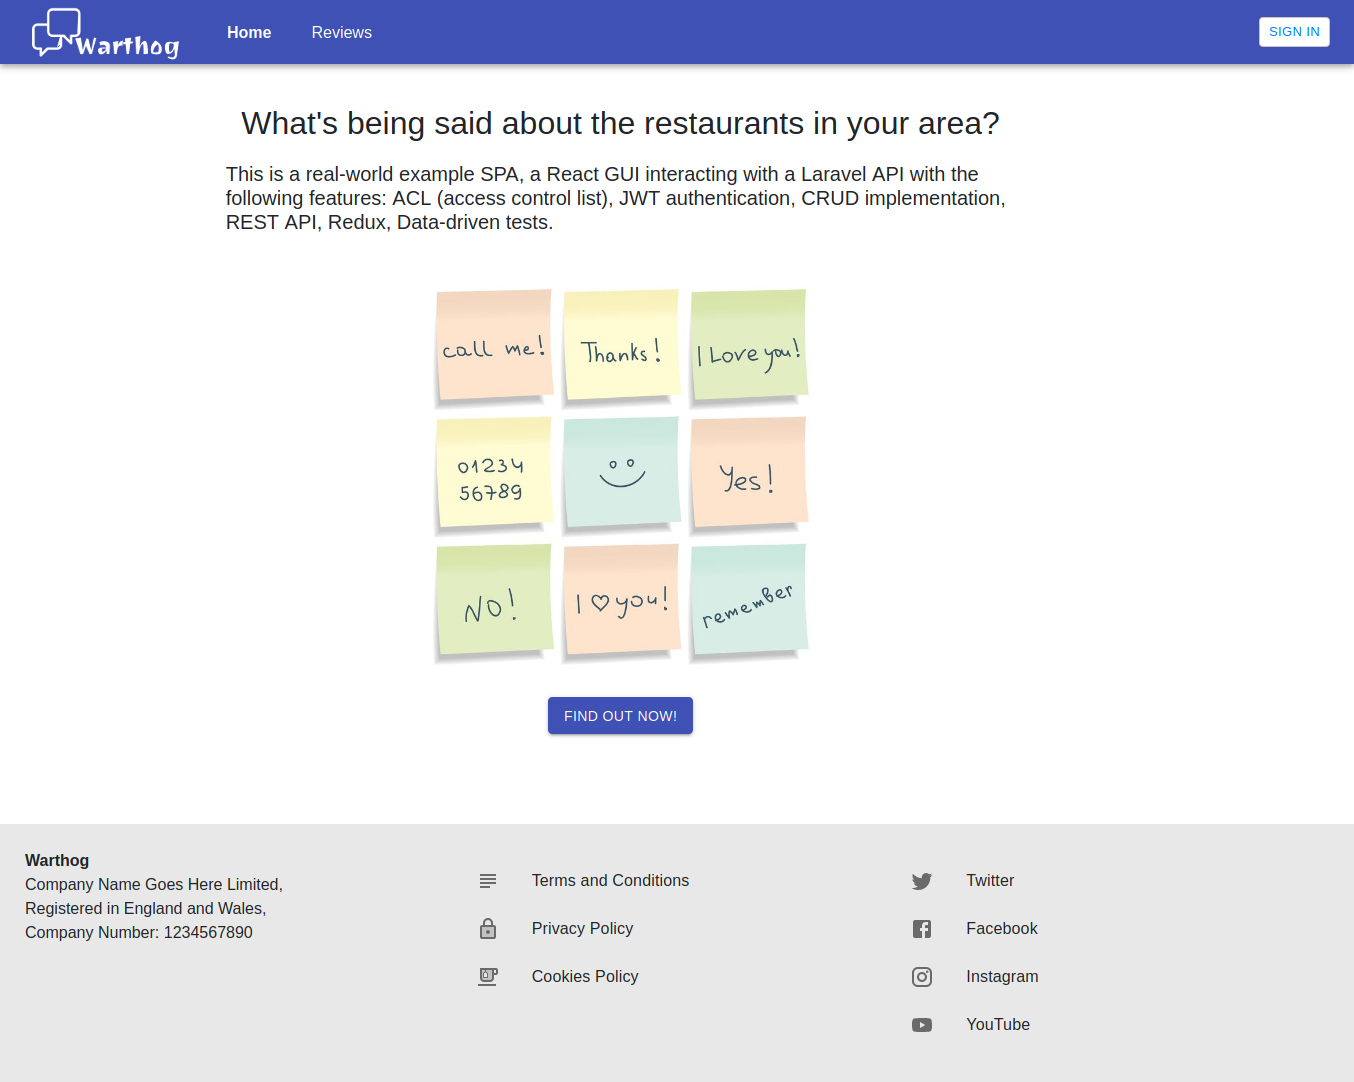 Warthog
Home
Reviews
SIGN IN
What's being said about the restaurants in your area?
This is a real-world example SPA, a React GUI interacting with a Laravel API with the
following features: ACL (access control list), JWT authentication, CRUD implementation,
REST API, Redux, Data-driven tests.
call me!
Thanks!
I Love you!
01234
56789
Yes!
NO!
I ♡ you!
remember
FIND OUT NOW!
Warthog
Company Name Goes Here Limited,
Registered in England and Wales,
Company Number: 1234567890
Terms and Conditions
Privacy Policy
Cookies Policy
Twitter
Facebook
Instagram
YouTube